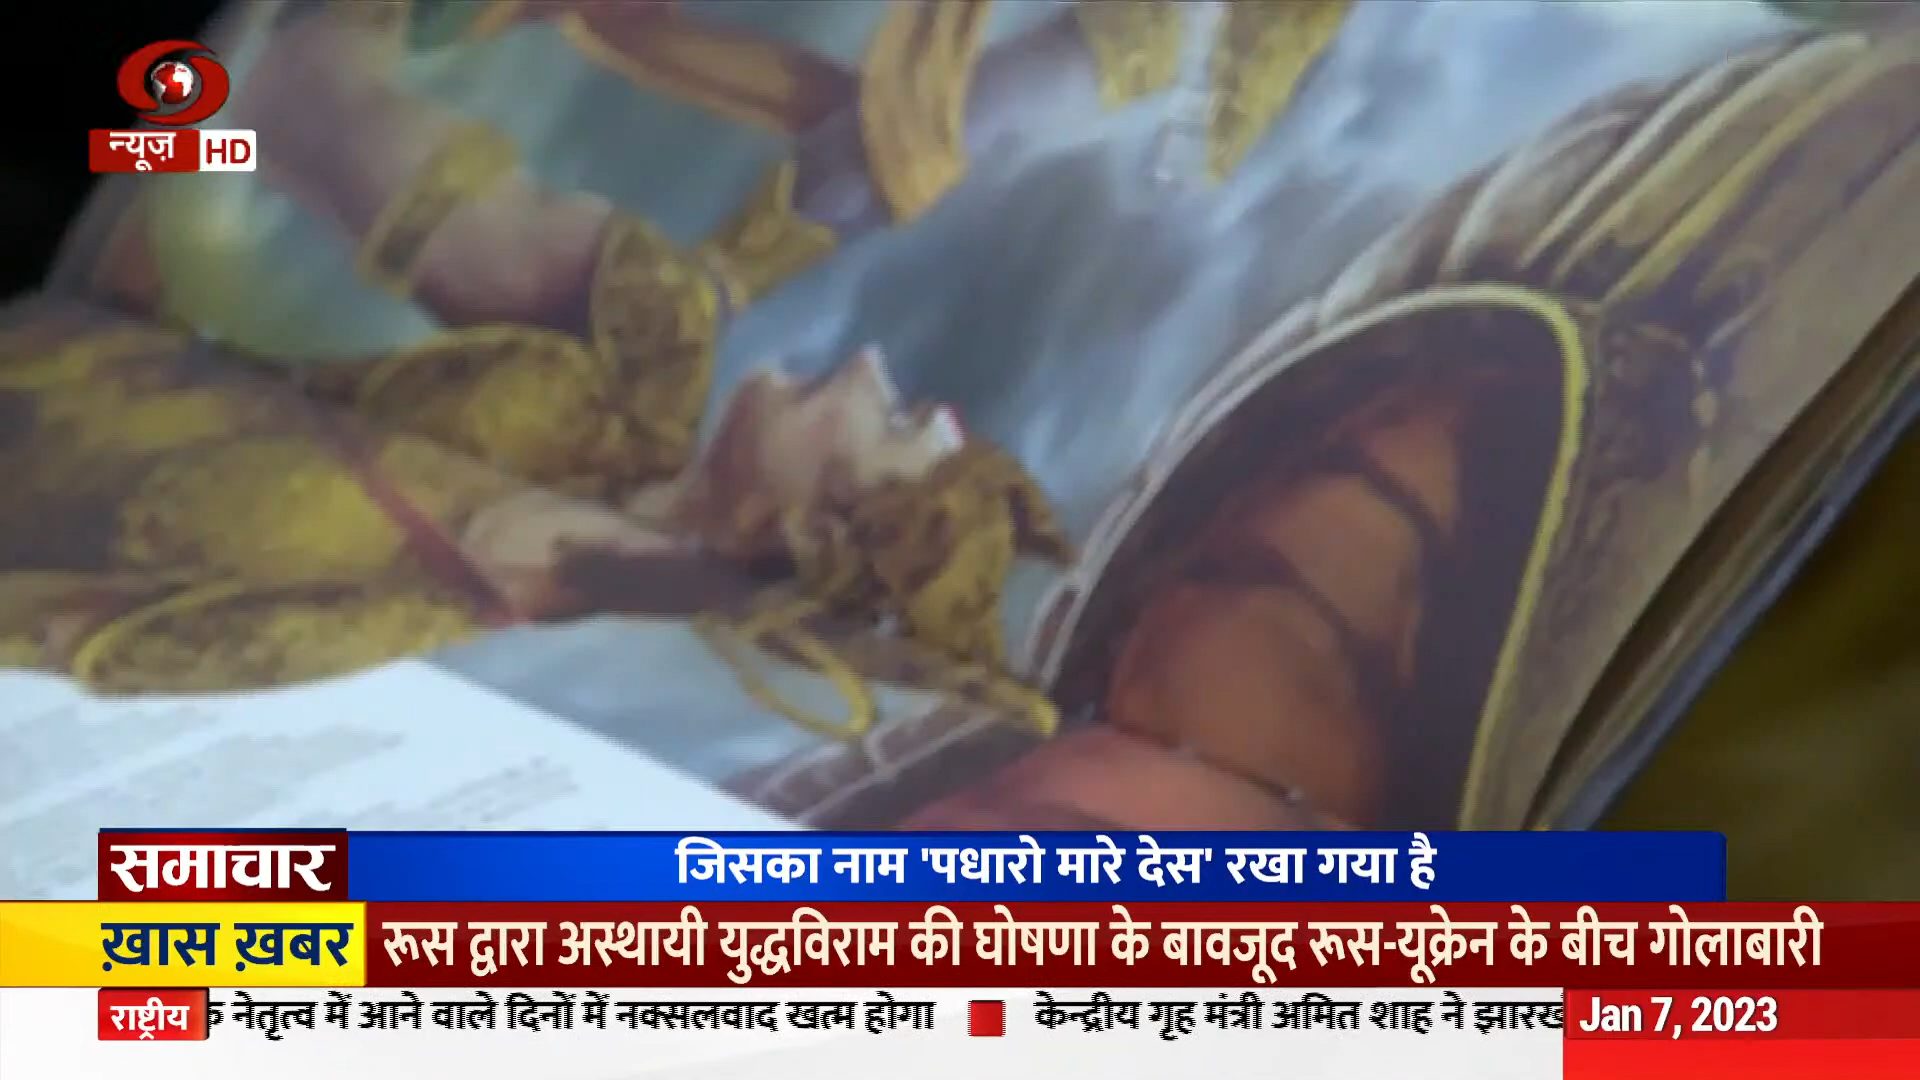 न्यूज़ HD
समाचार
जिसका नाम 'पधारो मारे देस' रखा गया है
ख़ास ख़बर
रूस द्वारा अस्थायी युद्धविराम की घोषणा के बावजूद रूस-यूक्रेन के बीच गोलाबारी
राष्ट्रीय
नेतृत्व में आने वाले दिनों में नक्सलवाद खत्म होगा
केन्द्रीय गृह मंत्री अमित शाह ने
Jan 7, 2023